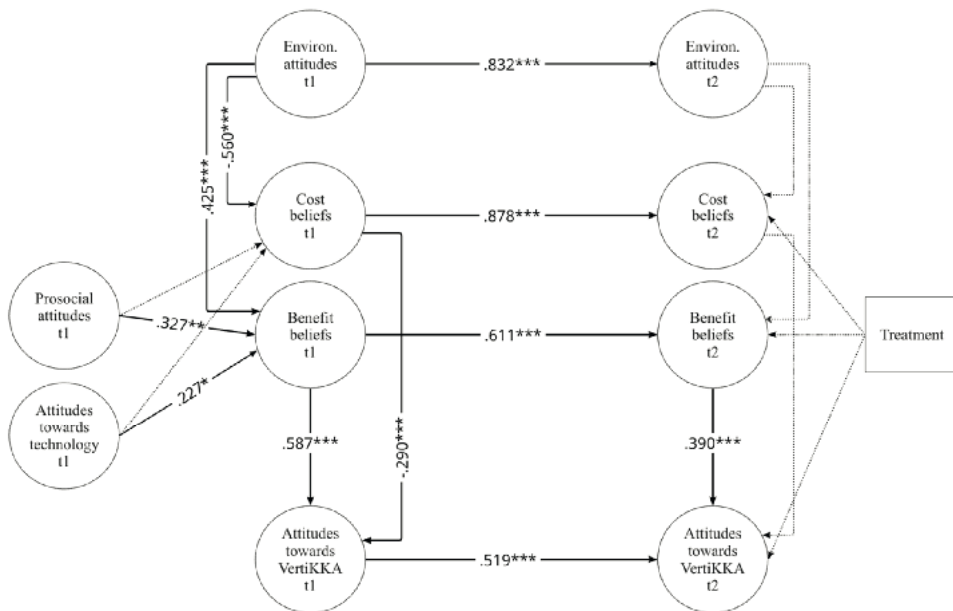 Environ.
attitudes
t1
.832***
Environ.
attitudes
t2
-.560***
.425***
Cost
beliefs
t1
.878***
Cost
beliefs
t2
Prosocial
attitudes
t1
.327**
Benefit
beliefs
t1
.611***
Benefit
beliefs
t2
Treatment
Attitudes
towards
technology
t1
.227*
.587***
-.290***
.390***
Attitudes
towards
VertiKKA
t1
.519***
Attitudes
towards
VertiKKA
t2